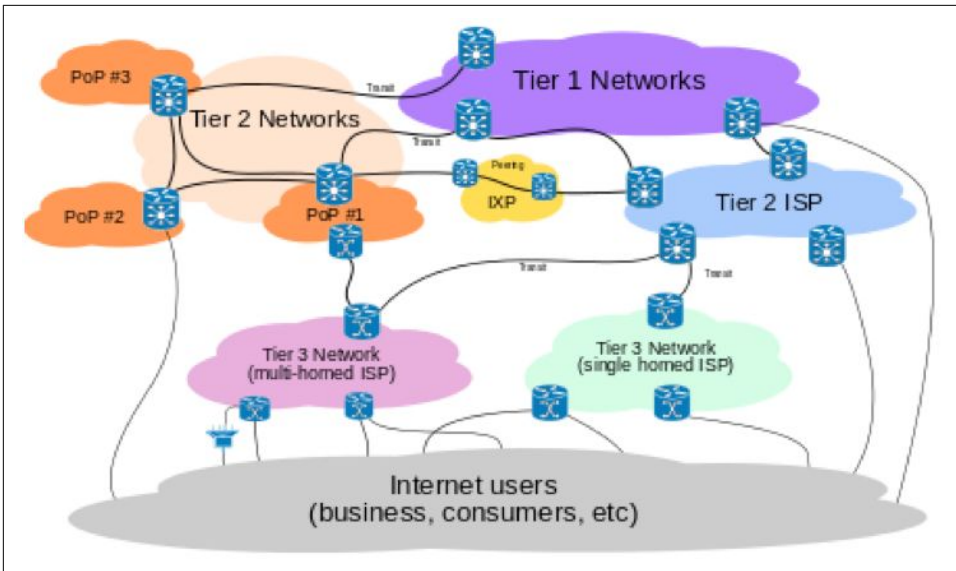 PoP #3
Tier 1 Networks
Transit
Tier 2 Networks
Transit
Peering
IXP
PoP #2
PoP #1
Tier 2 ISP
Transit
Transit
Tier 3 Network
(multi-homed ISP)
Tier 3 Network
(single homed ISP)
Internet users
(business, consumers, etc)